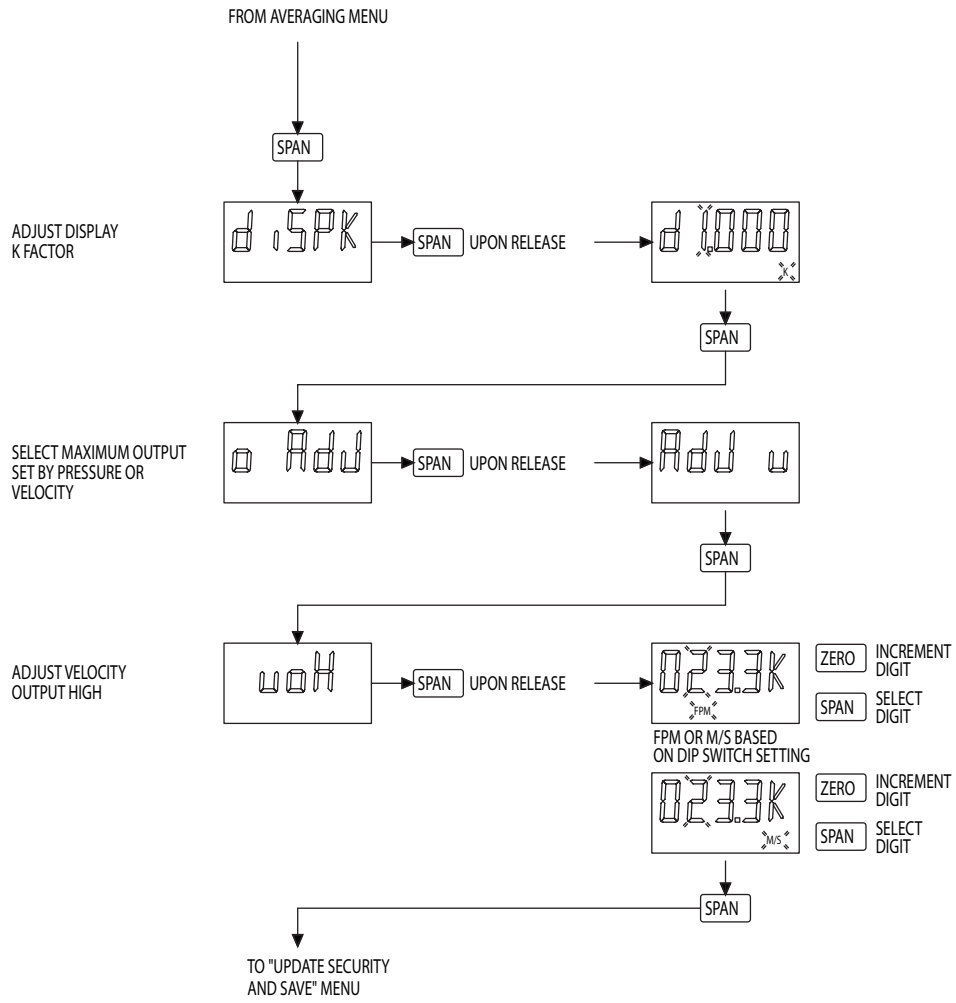 FROM AVERAGING MENU
SPAN
ADJUST DISPLAY
K FACTOR
diSPK
SPAN UPON RELEASE
d1.000
K
SPAN
SELECT MAXIMUM OUTPUT
SET BY PRESSURE OR
VELOCITY
o AdJ
SPAN UPON RELEASE
AdJ u
SPAN
ADJUST VELOCITY
OUTPUT HIGH
uoH
SPAN UPON RELEASE
023.3K
FPM
ZERO INCREMENT
DIGIT
SPAN SELECT
DIGIT
FPM OR M/S BASED
ON DIP SWITCH SETTING
023.3K
M/S
ZERO INCREMENT
DIGIT
SPAN SELECT
DIGIT
SPAN
TO "UPDATE SECURITY
AND SAVE" MENU